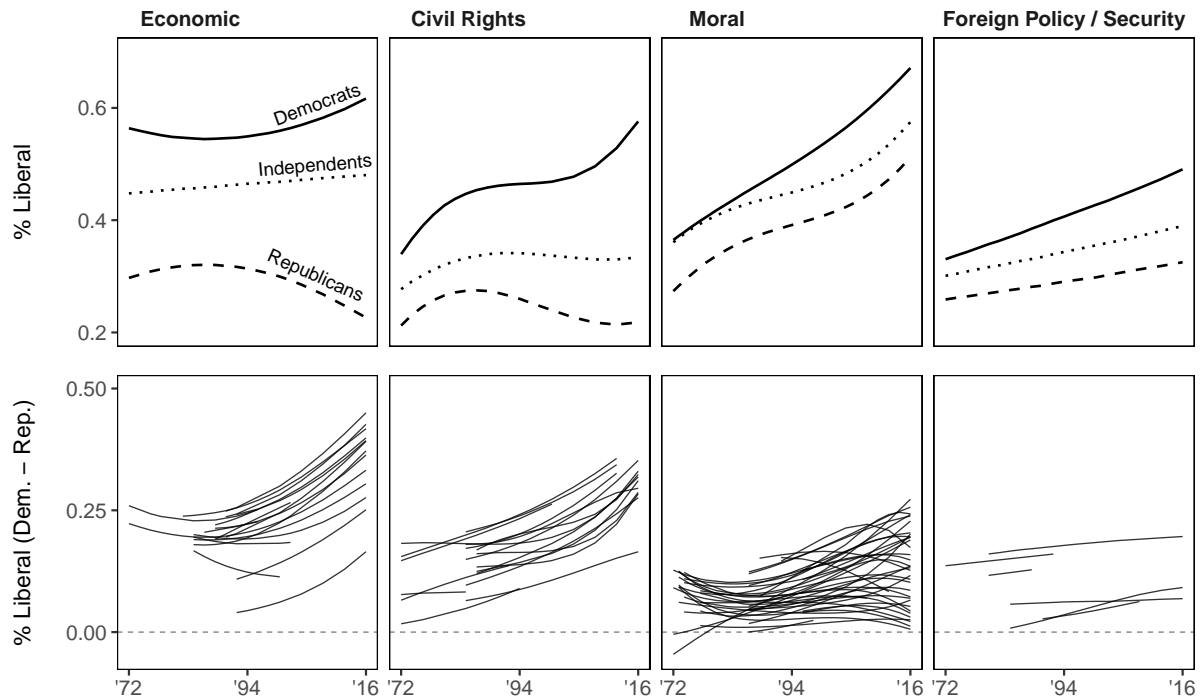 Economic
Civil Rights
Moral
Foreign Policy / Security
% Liberal
0.6
0.4
0.2
Democrats
Independents
Republicans
% Liberal (Dem. − Rep.)
0.50
0.25
0.00
'72
'94
'16
'72
'94
'16
'72
'94
'16
'72
'94
'16